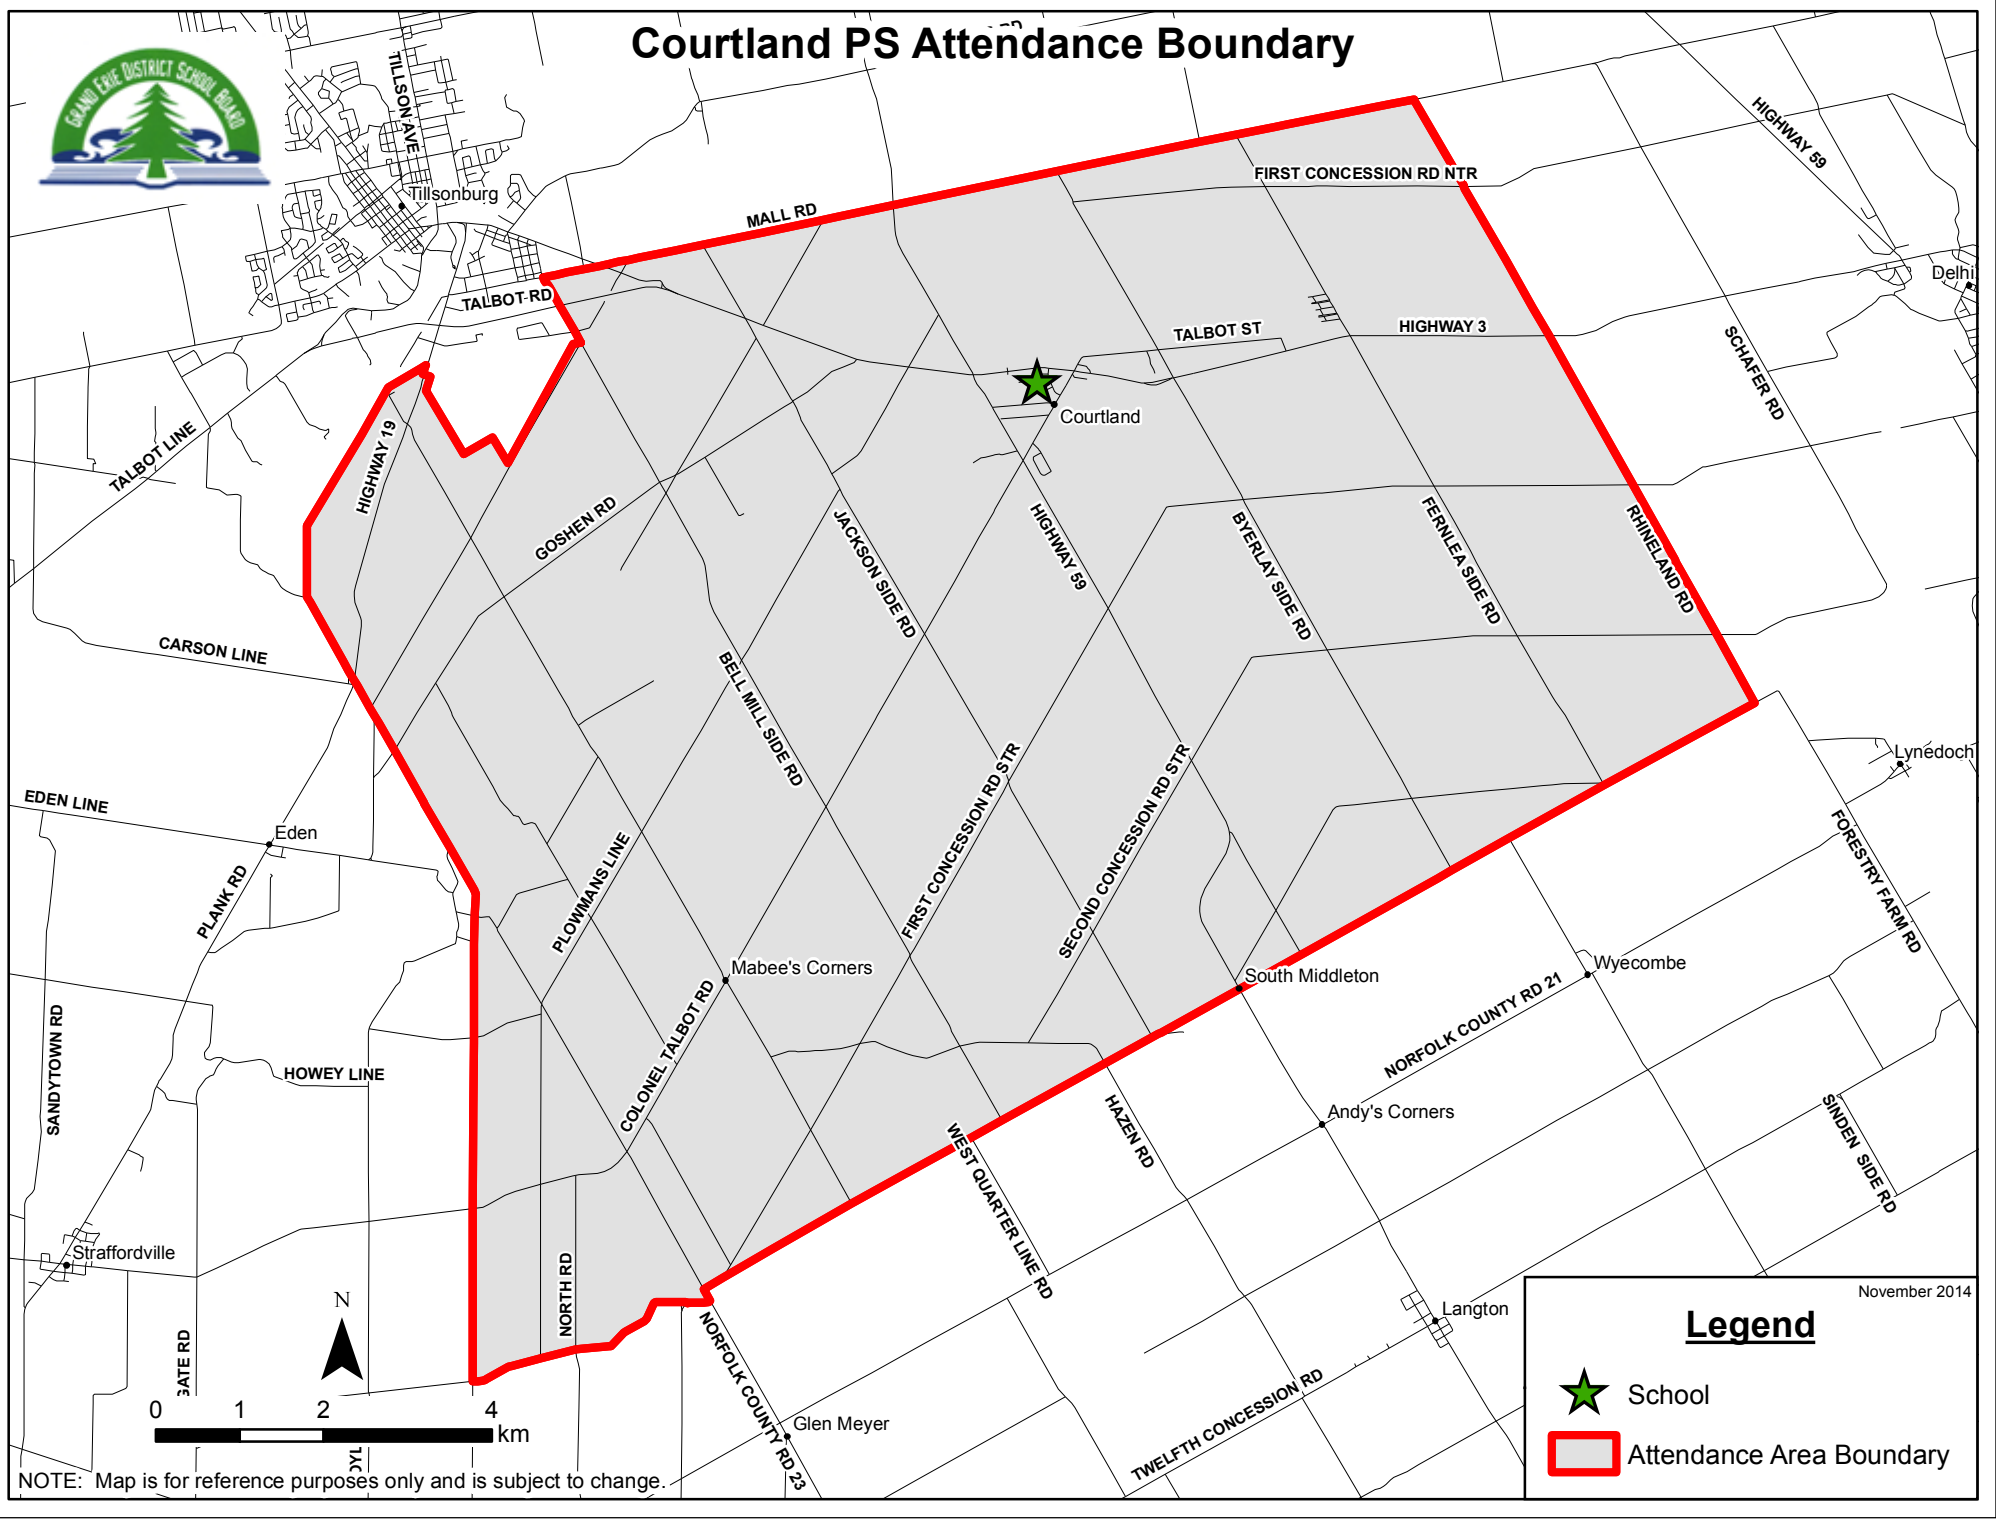 Courtland PS Attendance Boundary
RD
GRAND ERIE DISTRICT SCHOOL BOARD
TILLSON AVE
HIGHWAY 59
Tillsonburg
FIRST CONCESSION RD NTR
MALL RD
Delhi
TALBOT RD
TALBOT ST
HIGHWAY 3
SCHAFER RD
Courtland
TALBOT LINE
HIGHWAY 19
GOSHEN RD
JACKSON SIDE RD
HIGHWAY 59
BYERLAY SIDE RD
FERNLEA SIDE RD
RHINELAND RD
CARSON LINE
BELL MILL SIDE RD
FIRST CONCESSION RD STR
SECOND CONCESSION RD STR
Lynedoch
EDEN LINE
Eden
PLANK RD
PLOWMANS LINE
FORESTRY FARM RD
Mabee's Corners
South Middleton
Wyecombe
COLONEL TALBOT RD
NORFOLK COUNTY RD 21
SANDYTOWN RD
HOWEY LINE
Andy's Corners
HAZEN RD
SINDEN SIDE RD
WEST QUARTER LINE RD
Straffordville
NORTH RD
Langton
NORFOLK COUNTY RD 23
GATE RD
Glen Meyer
TWELFTH CONCESSION RD
N
0 1 2 4
km
NOTE: Map is for reference purposes only and is subject to change.
November 2014
Legend
School
Attendance Area Boundary